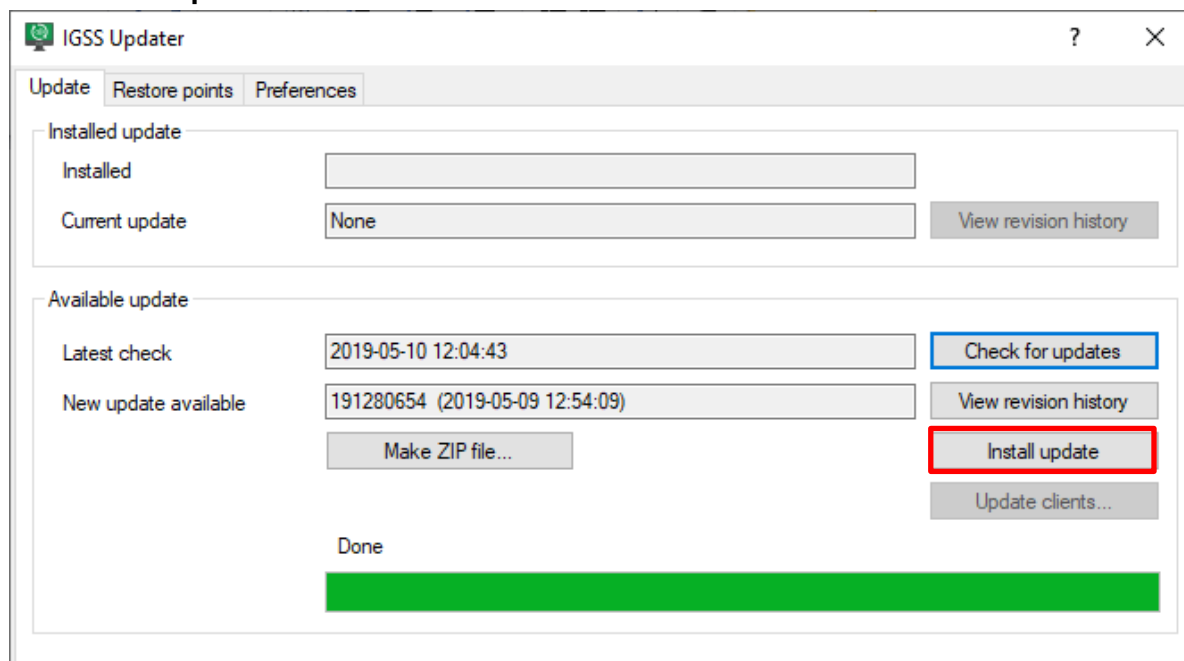 IGSS Updater ?
Update Restore points Preferences
Installed update
Installed
Current update None View revision history
Available update
Latest check 2019-05-10 12:04:43 Check for updates
New update available 191280654 (2019-05-09 12:54:09) View revision history
Make ZIP file... Install update
Update clients...
Done